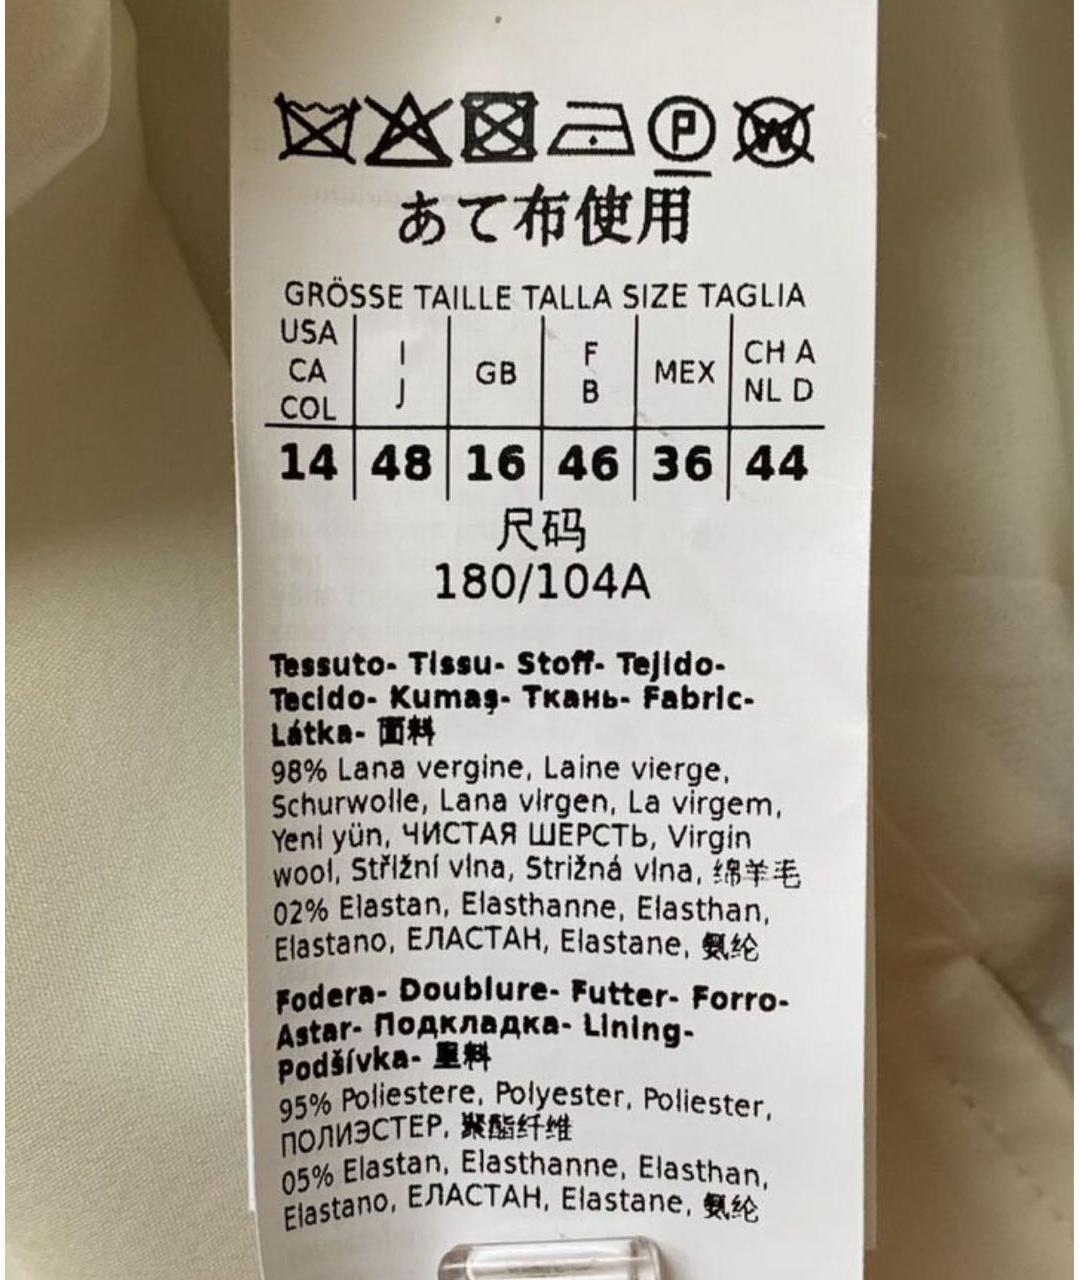 P W
あて布使用
GRÖSSE TAILLE TALLA SIZE TAGLIA
USA CA COL I J GB F B MEX CH A NL D
14 48 16 46 36 44
尺码
180/104A
Tessuto- Tissu- Stoff- Tejido-
Tecido- Kumaş- Ткань- Fabric-
Látka- 面料
98% Lana vergine, Laine vierge,
Schurwolle, Lana virgen, La virgem,
Yeni yün, ЧИСТАЯ ШЕРСТЬ, Virgin
wool, Střižní vlna, Strižná vlna, 绵羊毛
02% Elastan, Elasthanne, Elasthan,
Elastano, ЕЛАСТАН, Elastane, 氨纶
Fodera- Doublure- Futter- Forro-
Astar- Подкладка- Lining-
Podšívka- 里料
95% Poliestere, Polyester, Poliester,
ПОЛИЭСТЕР, 聚酯纤维
05% Elastan, Elasthanne, Elasthan,
Elastano, ЕЛАСТАН, Elastane, 氨纶